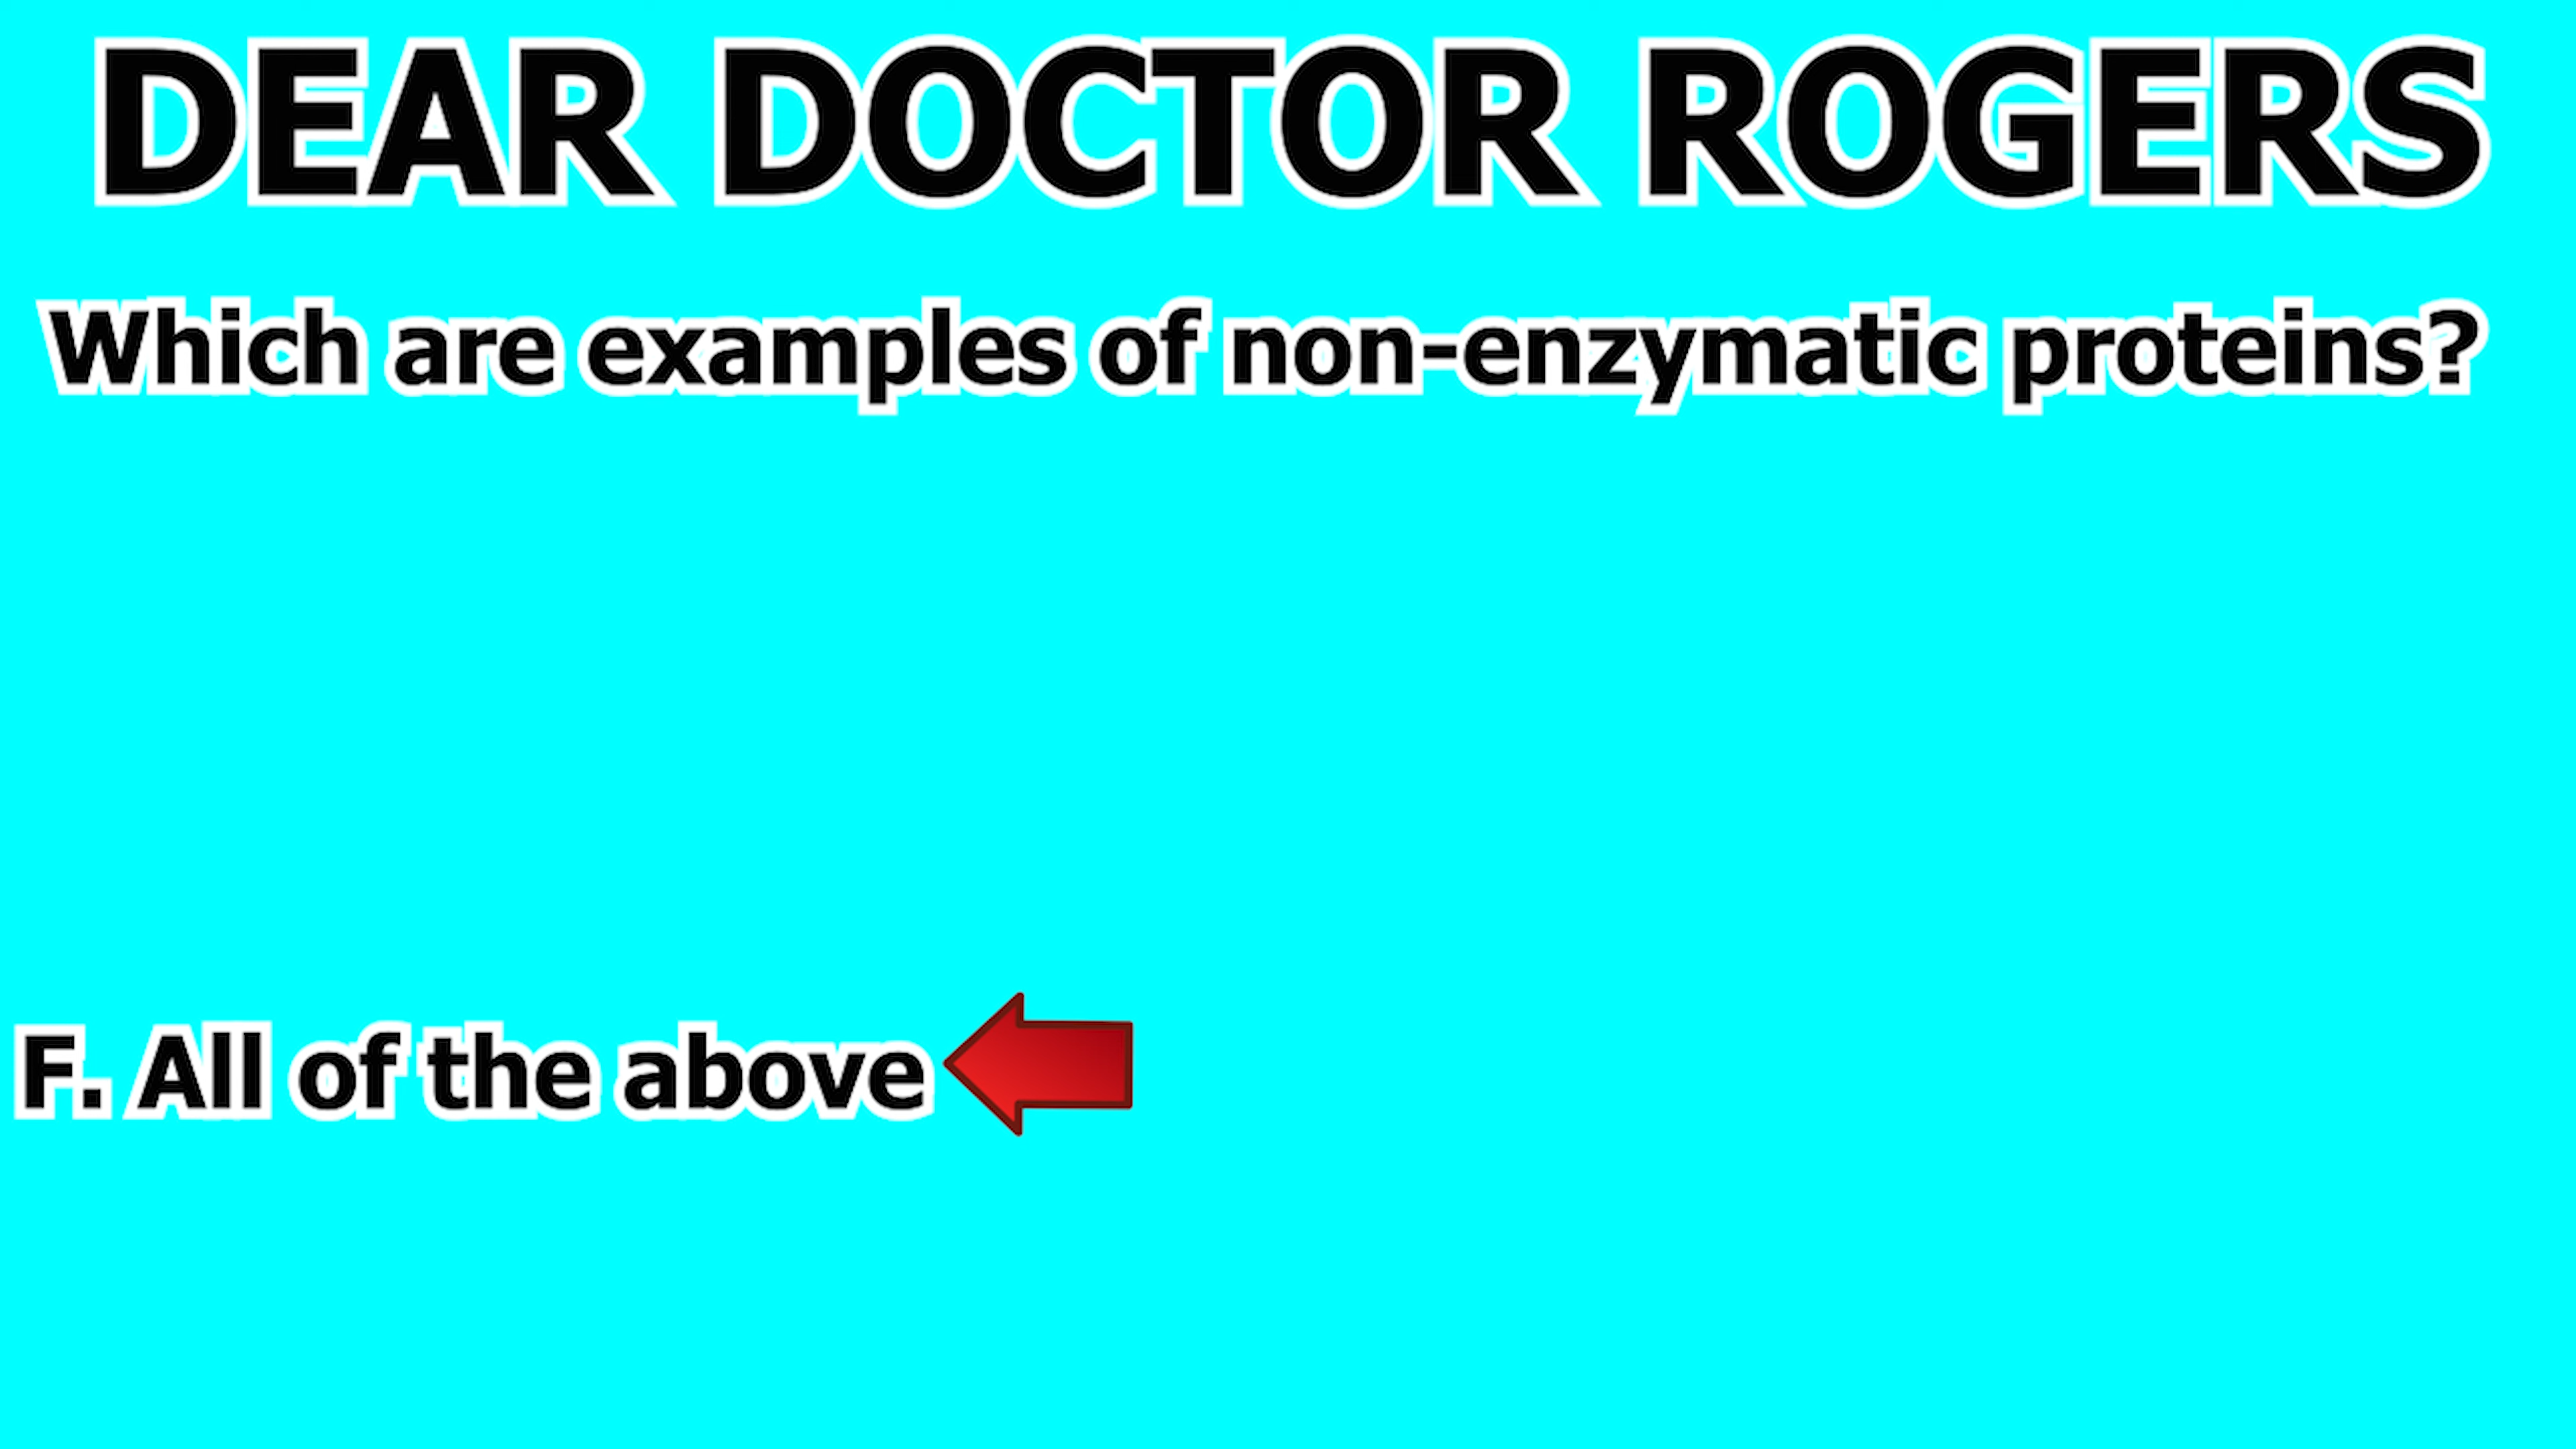 DEAR DOCTOR ROGERS
Which are examples of non-enzymatic proteins?
F. All of the above